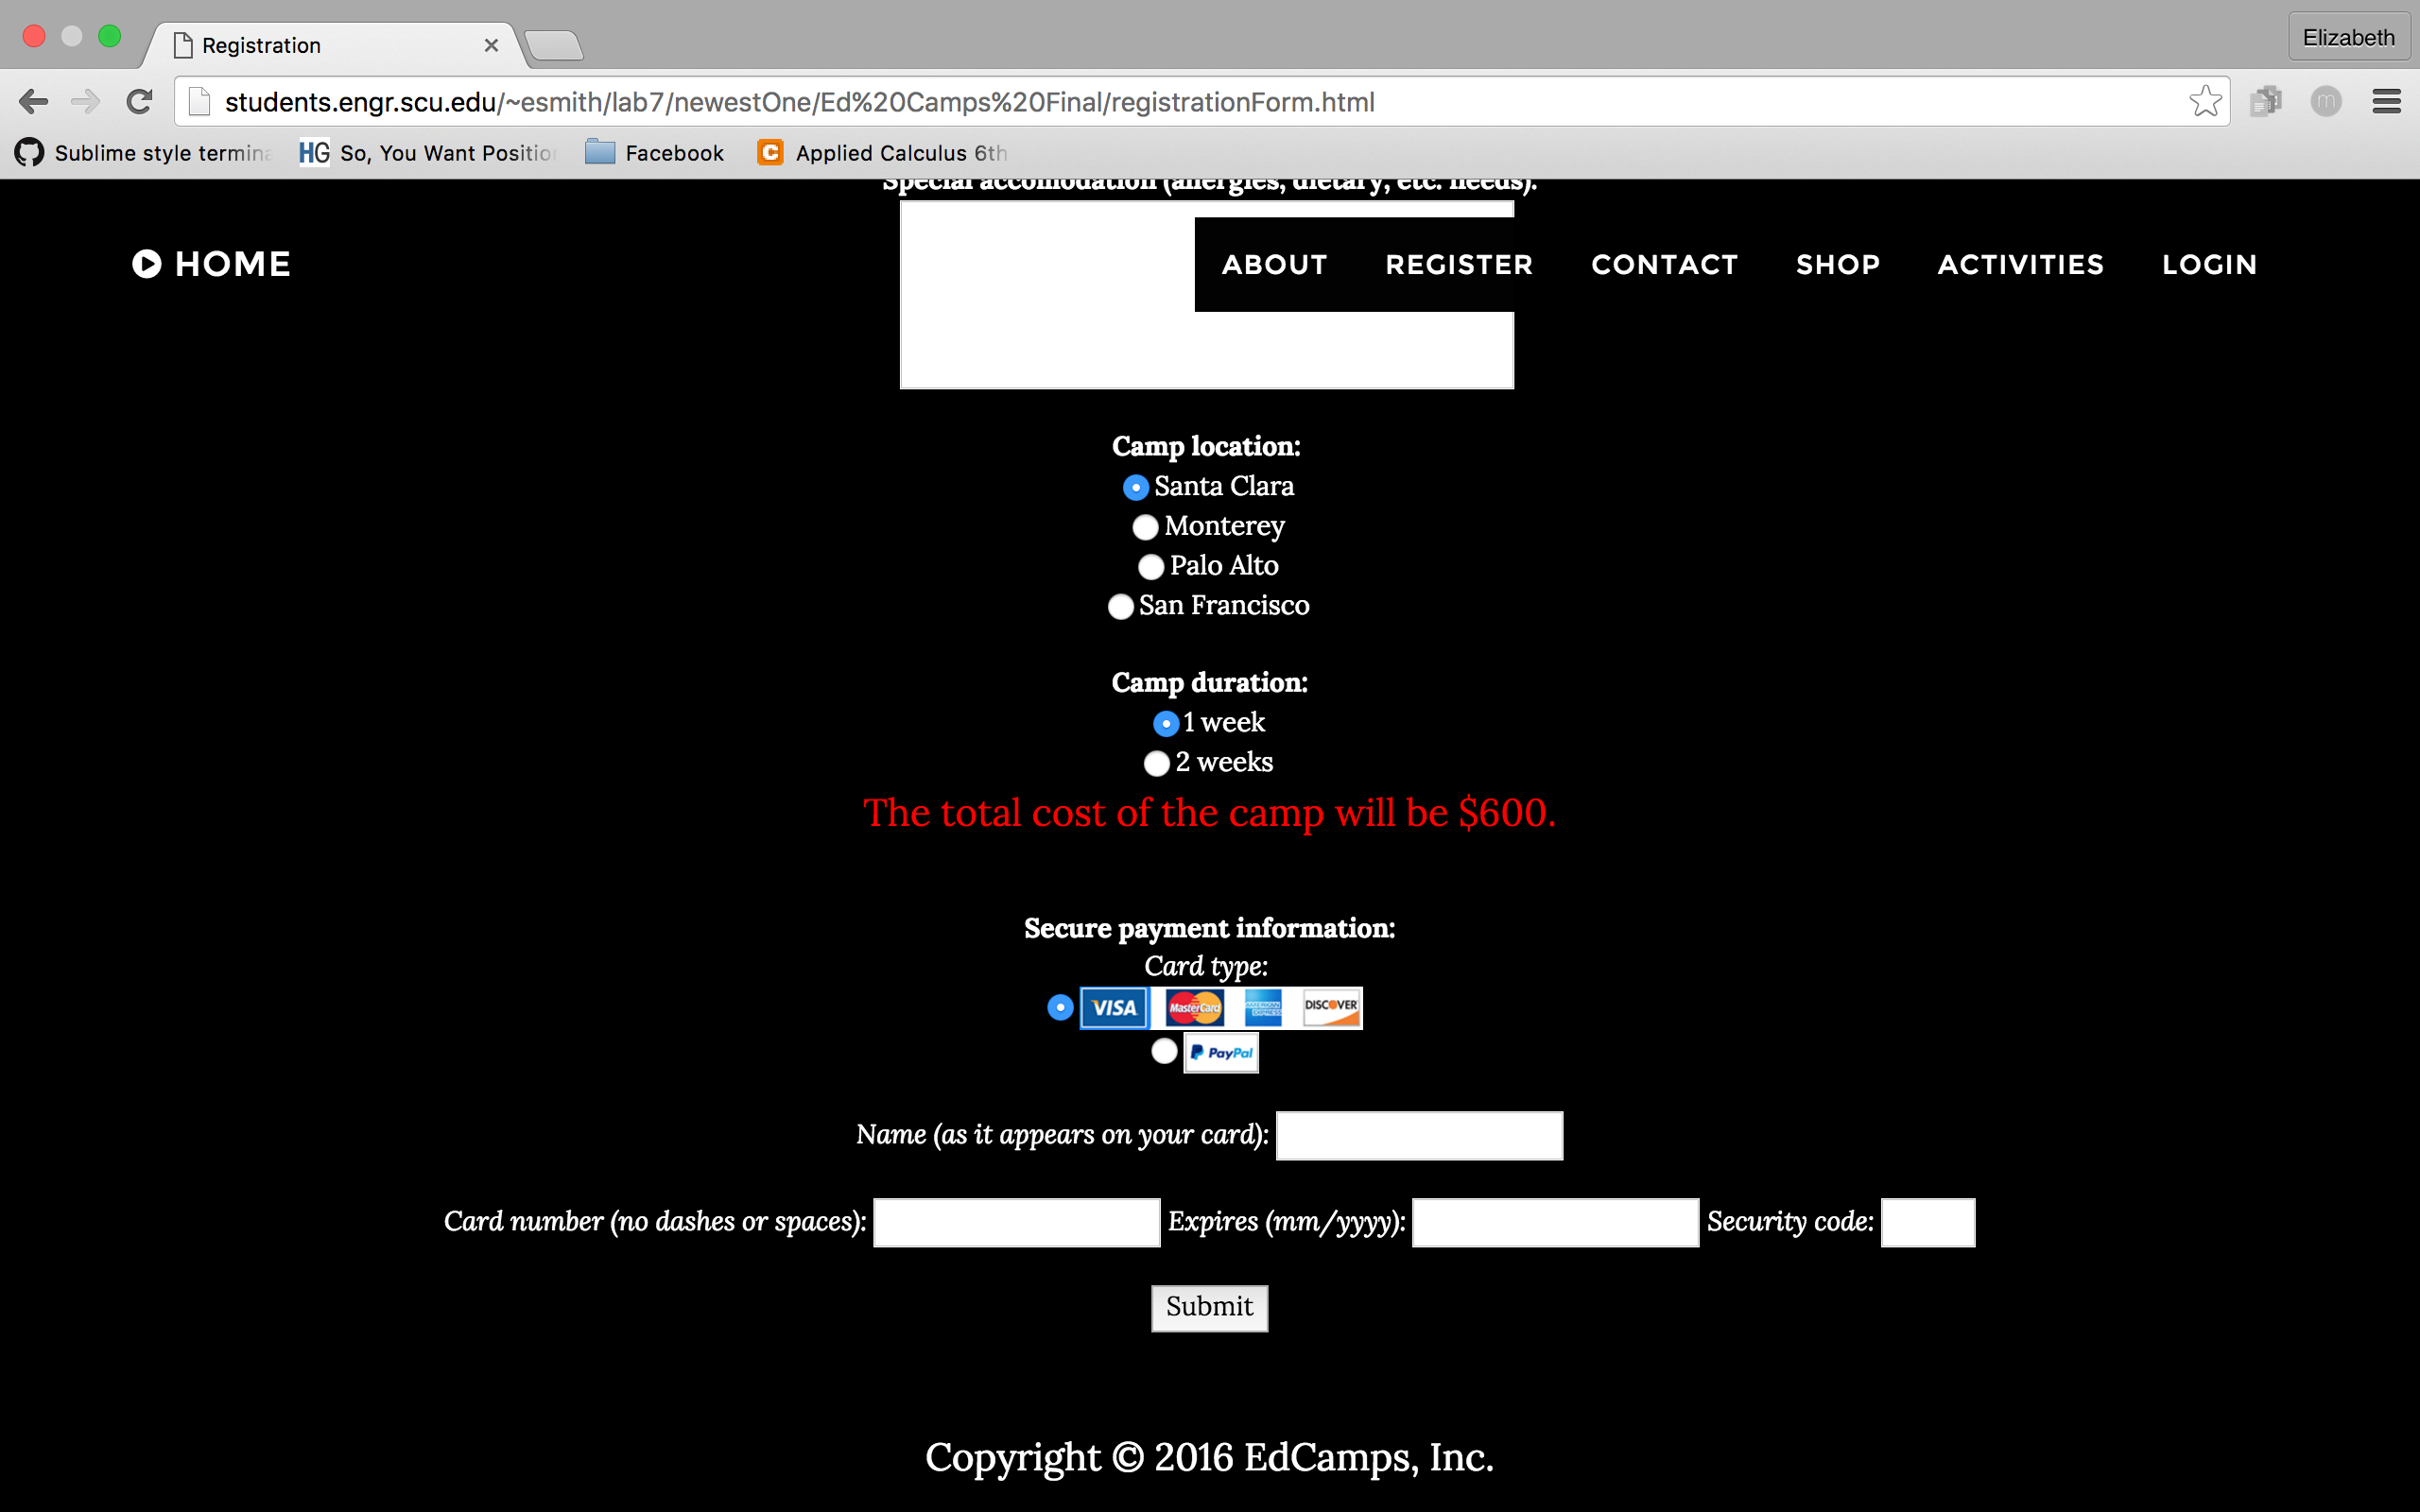 Registration
Elizabeth
students.engr.scu.edu/~esmith/lab7/newestOne/Ed%20Camps%20Final/registrationForm.html
Sublime style termina
HG So, You Want Positio
Facebook
C Applied Calculus 6th
Special accomodation (allergies, dietary, etc. needs):
HOME ABOUT REGISTER CONTACT SHOP ACTIVITIES LOGIN
Camp location:
Santa Clara
Monterey
Palo Alto
San Francisco
Camp duration:
1 week
2 weeks
The total cost of the camp will be $600.
Secure payment information:
Card type:
VISA MasterCard AMERICAN EXPRESS DISCOVER
PayPal
Name (as it appears on your card):
Card number (no dashes or spaces): Expires (mm/yyyy): Security code:
Submit
Copyright © 2016 EdCamps, Inc.